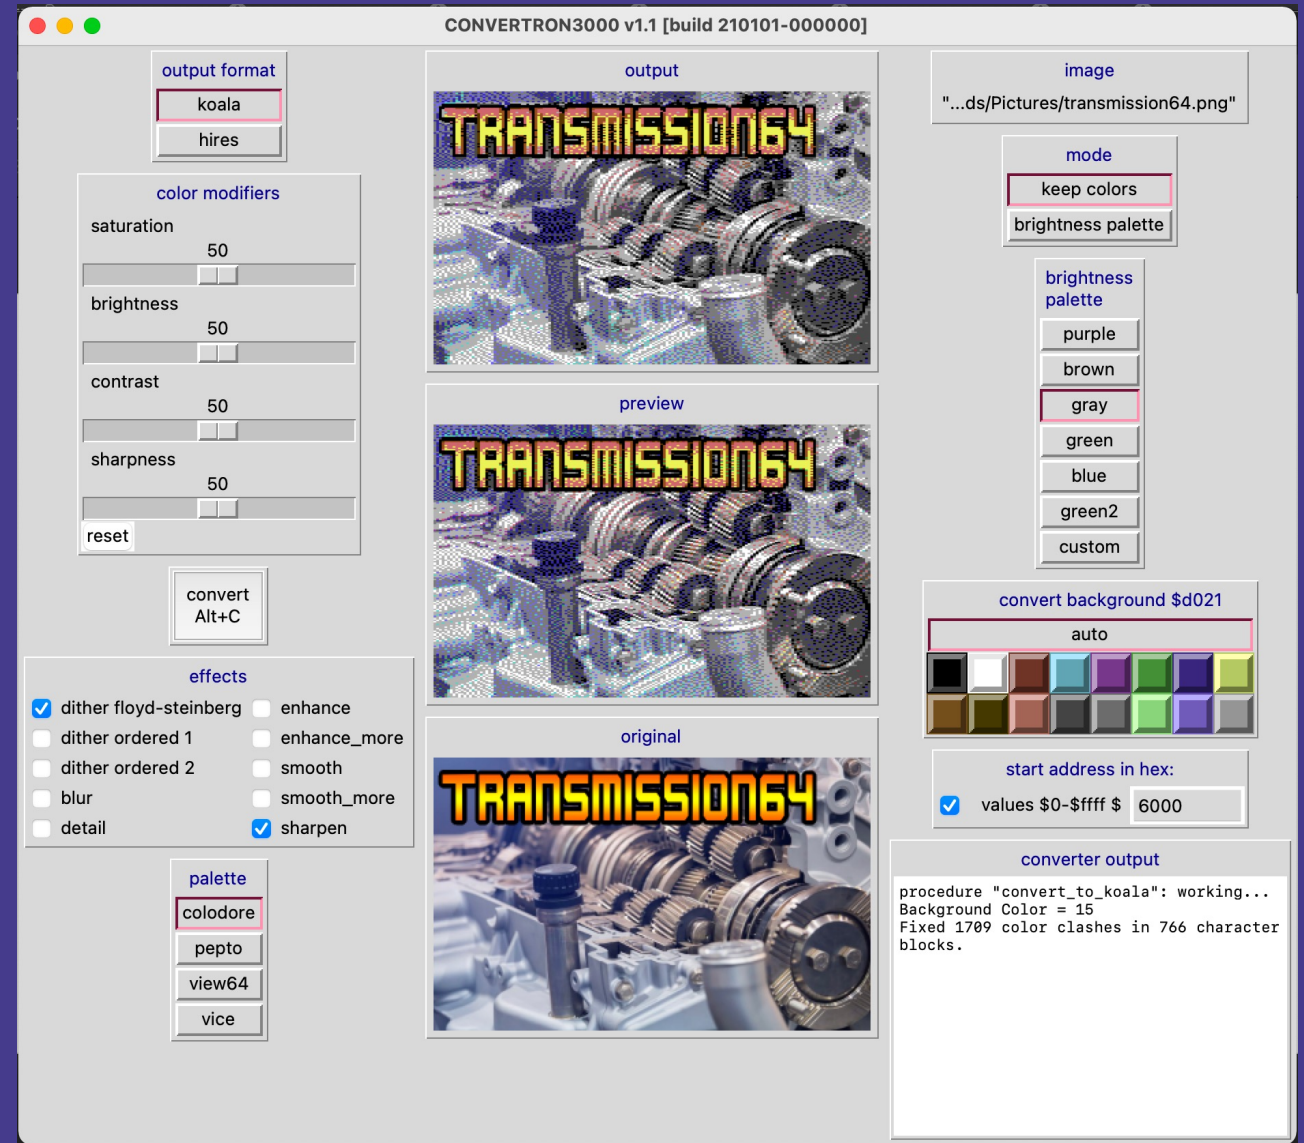 CONVERTRON3000 v1.1 [build 210101-000000]
output format
koala
hires
color modifiers
saturation
50
brightness
50
contrast
50
sharpness
50
reset
convert
Alt+C
effects
dither floyd-steinberg
enhance
dither ordered 1
enhance_more
dither ordered 2
smooth
blur
smooth_more
detail
sharpen
palette
colodore
pepto
view64
vice
output
TRANSMISSION64
preview
TRANSMISSION64
original
TRANSMISSION64
image
"...ds/Pictures/transmission64.png"
mode
keep colors
brightness palette
brightness
palette
purple
brown
gray
green
blue
green2
custom
convert background $d021
auto
start address in hex:
values $0-$ffff $ 6000
converter output
procedure "convert_to_koala": working...
Background Color = 15
Fixed 1709 color clashes in 766 character
blocks.